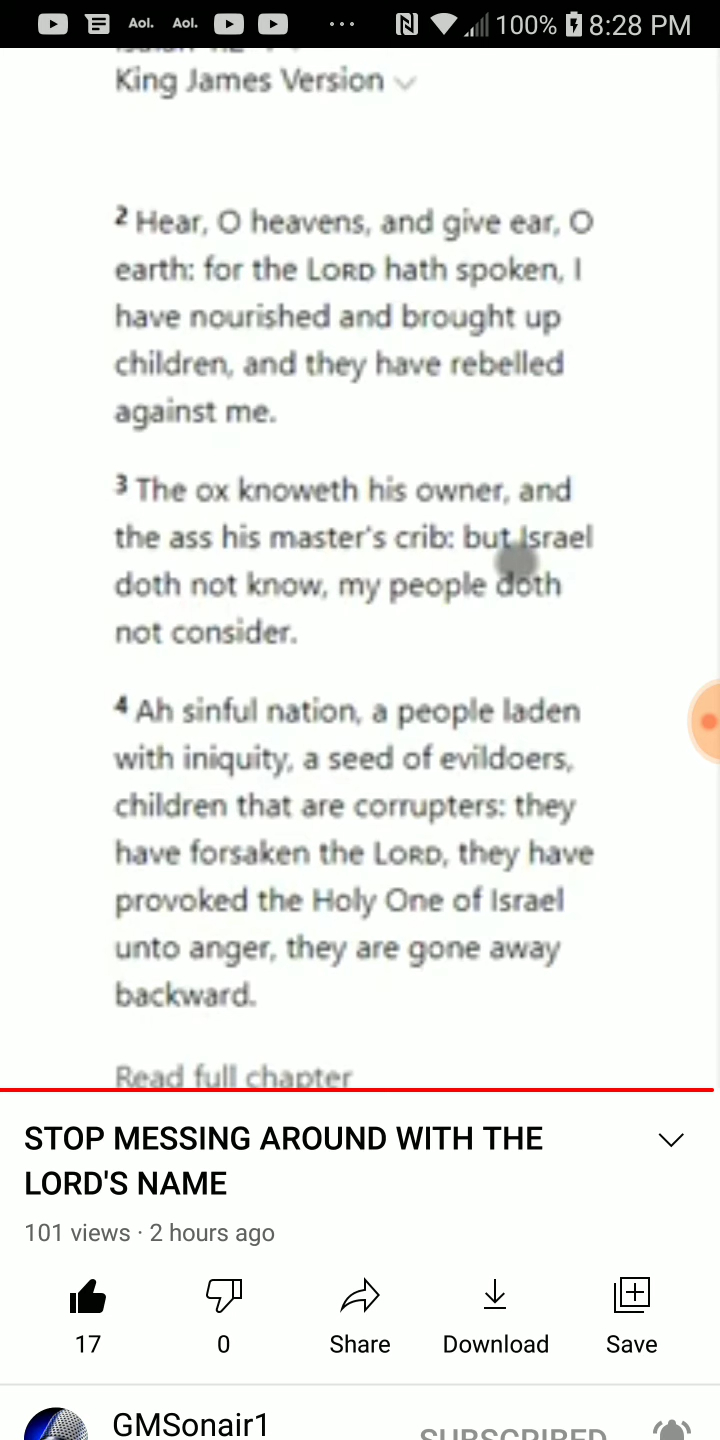 Aol. Aol. ... 100% 8:28 PM
King James Version
2 Hear, O heavens, and give ear, O
earth: for the LORD hath spoken, I
have nourished and brought up
children, and they have rebelled
against me.
3 The ox knoweth his owner, and
the ass his master's crib: but Israel
doth not know, my people doth
not consider.
4 Ah sinful nation, a people laden
with iniquity, a seed of evildoers,
children that are corrupters: they
have forsaken the LORD, they have
provoked the Holy One of Israel
unto anger, they are gone away
backward.
Read full chapter
STOP MESSING AROUND WITH THE
LORD'S NAME
101 views · 2 hours ago
17 0 Share Download Save
GMSonair1
SUBSCRIBED